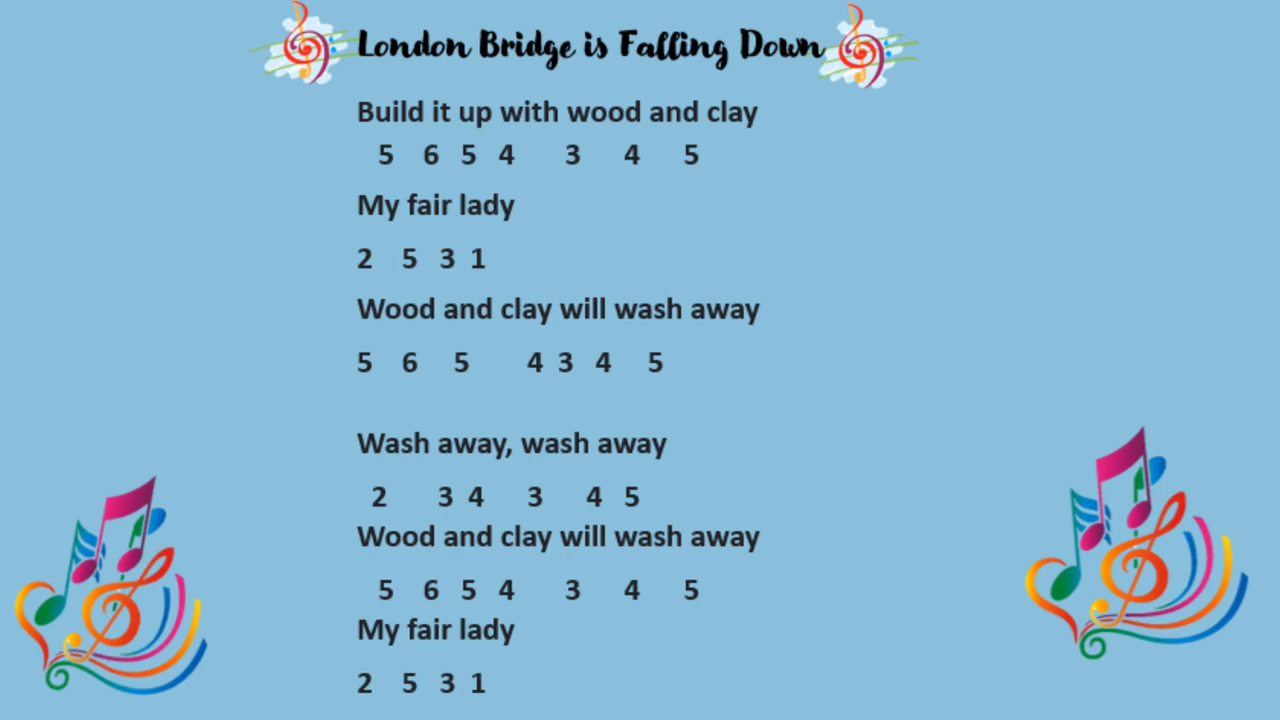 London Bridge is Falling Down
Build it up with wood and clay
5 6 5 4 3 4 5
My fair lady
2 5 3 1
Wood and clay will wash away
5 6 5 4 3 4 5
Wash away, wash away
2 3 4 3 4 5
Wood and clay will wash away
5 6 5 4 3 4 5
My fair lady
2 5 3 1